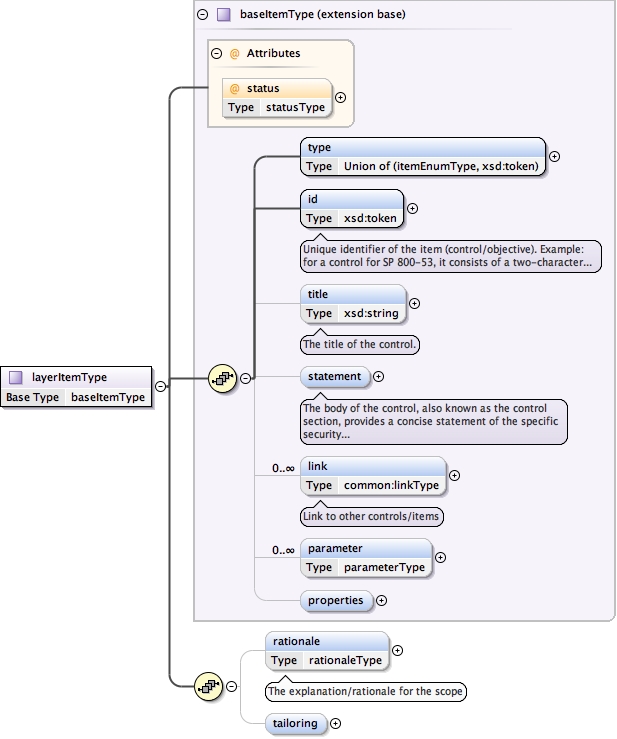 baseItemType (extension base)
@ Attributes
@ status
Type statusType
type
Type Union of (itemEnumType, xsd:token)
id
Type xsd:token
Unique identifier of the item (control/objective). Example:
for a control for SP 800-53, it consists of a two-character...
title
Type xsd:string
The title of the control.
layerItemType
Base Type baseItemType
statement
The body of the control, also known as the control
section, provides a concise statement of the specific
security...
0..∞
link
Type common:linkType
Link to other controls/items
0..∞
parameter
Type parameterType
properties
rationale
Type rationaleType
The explanation/rationale for the scope
tailoring